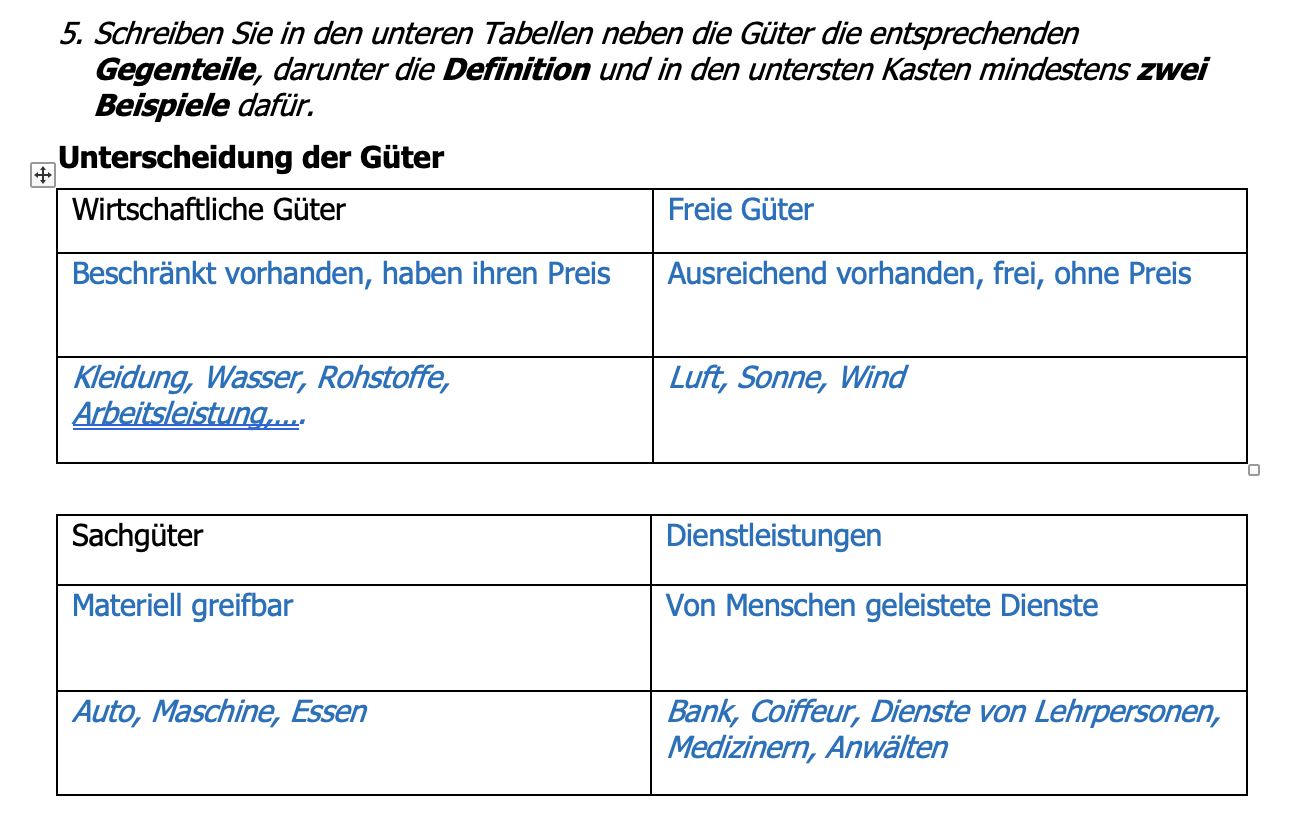 5. Schreiben Sie in den unteren Tabellen neben die Güter die entsprechenden
Gegenteile, darunter die Definition und in den untersten Kasten mindestens zwei
Beispiele dafür.
Unterscheidung der Güter
Wirtschaftliche Güter
Freie Güter
Beschränkt vorhanden, haben ihren Preis
Ausreichend vorhanden, frei, ohne Preis
Kleidung, Wasser, Rohstoffe,
Arbeitsleistung,....
Luft, Sonne, Wind
Sachgüter
Dienstleistungen
Materiell greifbar
Von Menschen geleistete Dienste
Auto, Maschine, Essen
Bank, Coiffeur, Dienste von Lehrpersonen,
Medizinern, Anwälten